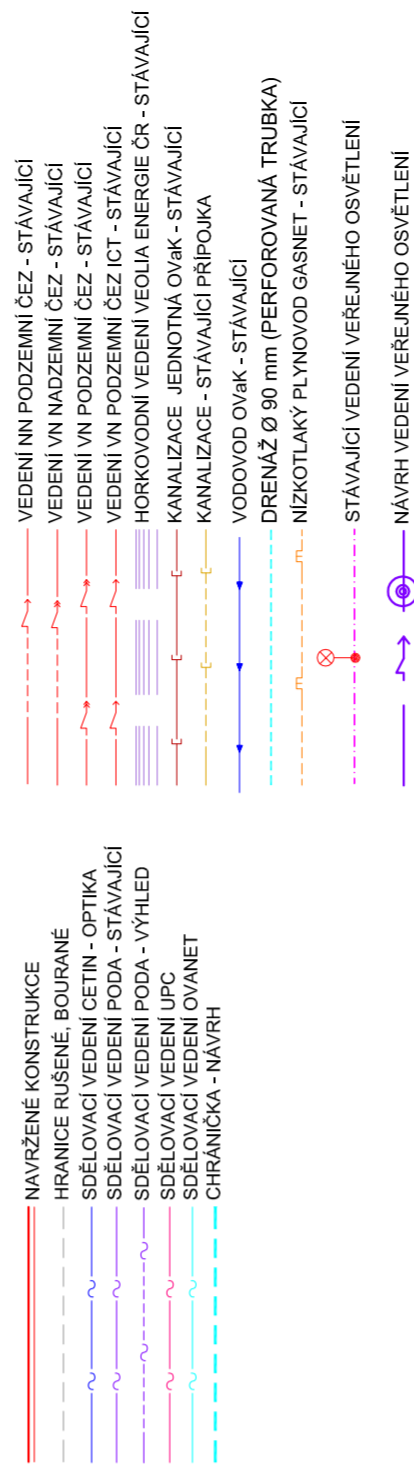 NAVRŽENÉ KONSTRUKCE
HRANICE RUŠENÉ, BOURANÉ
SDĚLOVACÍ VEDENÍ CETIN - OPTIKA
SDĚLOVACÍ VEDENÍ PODA - STÁVAJÍCÍ
SDĚLOVACÍ VEDENÍ PODA - VÝHLED
SDĚLOVACÍ VEDENÍ UPC
SDĚLOVACÍ VEDENÍ OVANET
CHRÁNIČKA - NÁVRH
VEDENÍ NN PODZEMNÍ ČEZ - STÁVAJÍCÍ
VEDENÍ VN NADZEMNÍ ČEZ - STÁVAJÍCÍ
VEDENÍ VN PODZEMNÍ ČEZ - STÁVAJÍCÍ
VEDENÍ VN PODZEMNÍ ČEZ ICT - STÁVAJÍCÍ
HORKOVODNÍ VEDENÍ VEOLIA ENERGIE ČR - STÁVAJÍCÍ
KANALIZACE JEDNOTNÁ OVaK - STÁVAJÍCÍ
KANALIZACE - STÁVAJÍCÍ PŘÍPOJKA
VODOVOD OVaK - STÁVAJÍCÍ
DRENÁŽ Ø 90 mm (PERFOROVANÁ TRUBKA)
NÍZKOTLAKÝ PLYNOVOD GASNET - STÁVAJÍCÍ
STÁVAJÍCÍ VEDENÍ VEŘEJNÉHO OSVĚTLENÍ
NÁVRH VEDENÍ VEŘEJNÉHO OSVĚTLENÍ